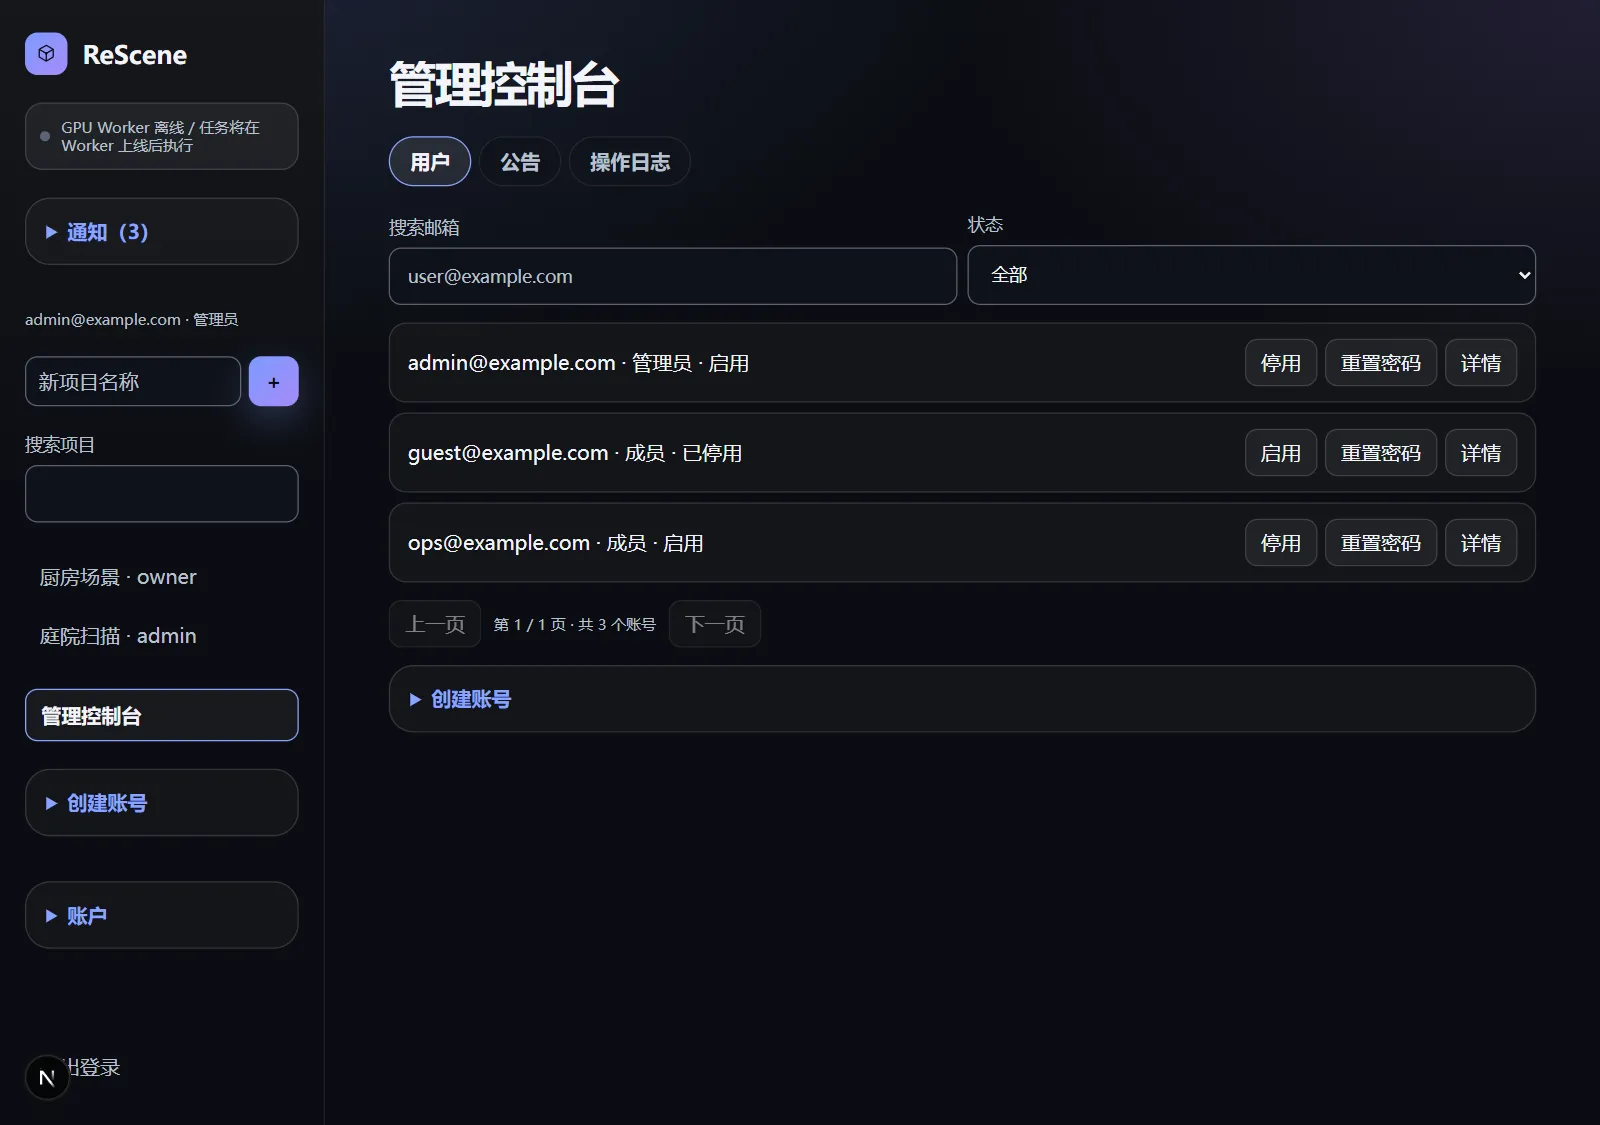 ReScene
GPU Worker 离线 / 任务将在
Worker 上线后执行
通知（3）
admin@example.com · 管理员
新项目名称
+
搜索项目
厨房场景 · owner
庭院扫描 · admin
管理控制台
创建账号
账户
出登录
N
管理控制台
用户
公告
操作日志
搜索邮箱
状态
user@example.com
全部
admin@example.com · 管理员 · 启用
停用
重置密码
详情
guest@example.com · 成员 · 已停用
启用
重置密码
详情
ops@example.com · 成员 · 启用
停用
重置密码
详情
上一页
第 1 / 1 页 · 共 3 个账号
下一页
创建账号